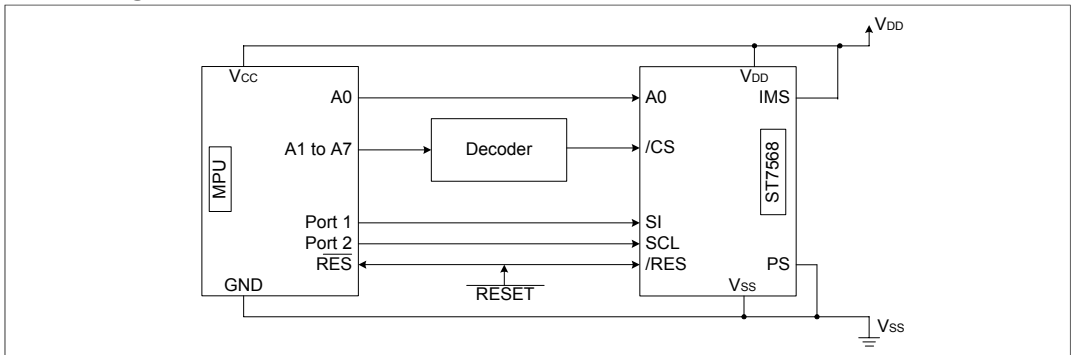 VDD
VCC
VDD
A0
A0
IMS
A1 to A7
Decoder
/CS
MPU
ST7568
Port 1
SI
Port 2
SCL
RES
/RES
PS
RESET
GND
VSS
VSS